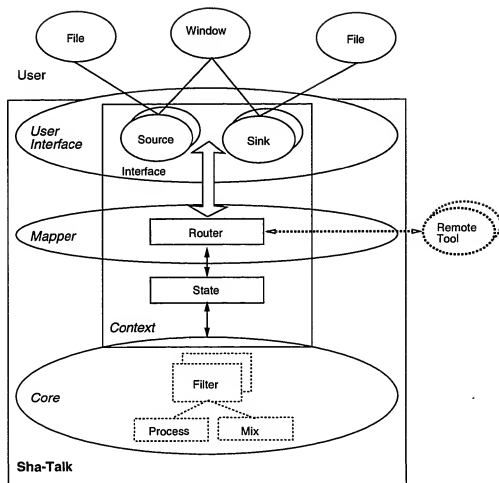 File
Window
File
User
User
Interface
Source
Sink
Interface
Mapper
Router
Remote
Tool
State
Context
Core
Filter
Process
Mix
Sha-Talk